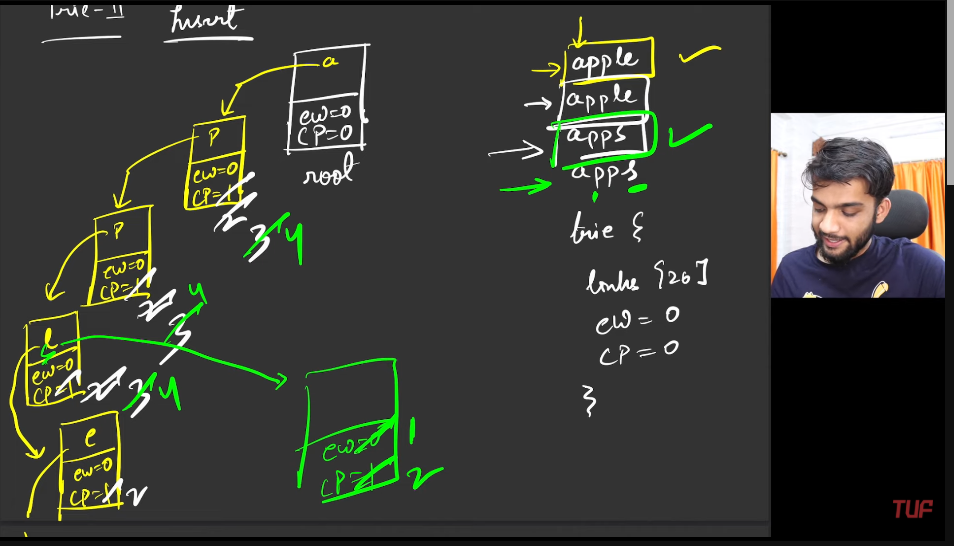 Trie-II Insert
a
ew=0
CP=0
root
P
ew=0
CP=1
2
3
4
P
ew=0
CP=1
2
3
4
l
s
ew=0
CP=1
2
3
4
e
ew=0
CP=1
2
ew=0
1
CP=1
2
apple
apple
apps
apps
trie {
links [26]
ew = 0
CP = 0
}
TUF